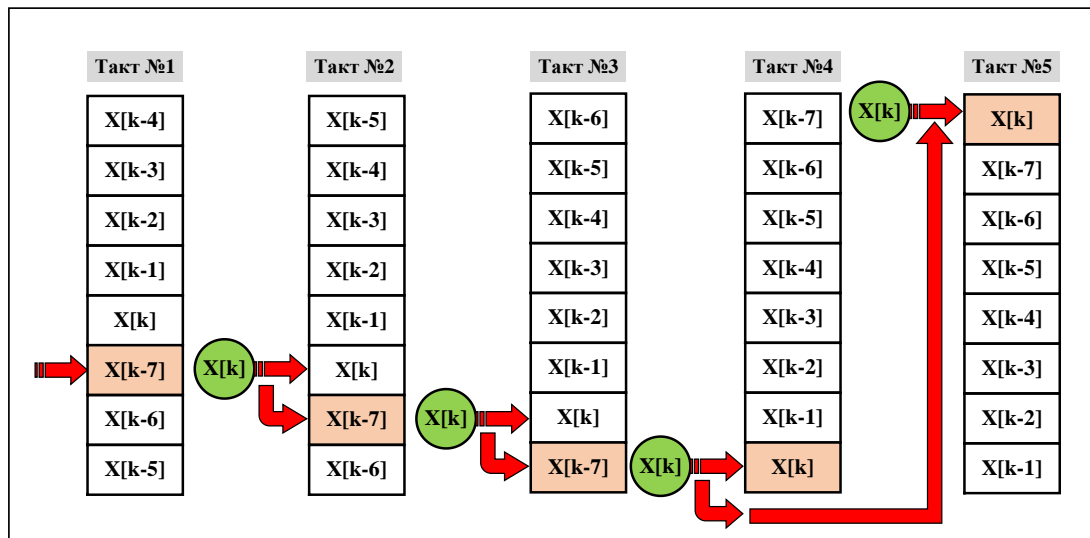 Такт №1
Такт №2
Такт №3
Такт №4
Такт №5
X[k-4]
X[k-3]
X[k-2]
X[k-1]
X[k]
X[k-7]
X[k-6]
X[k-5]
X[k]
X[k-5]
X[k-4]
X[k-3]
X[k-2]
X[k-1]
X[k]
X[k-7]
X[k-6]
X[k]
X[k-6]
X[k-5]
X[k-4]
X[k-3]
X[k-2]
X[k-1]
X[k]
X[k-7]
X[k]
X[k-7]
X[k-6]
X[k-5]
X[k-4]
X[k-3]
X[k-2]
X[k-1]
X[k]
X[k]
X[k]
X[k-7]
X[k-6]
X[k-5]
X[k-4]
X[k-3]
X[k-2]
X[k-1]